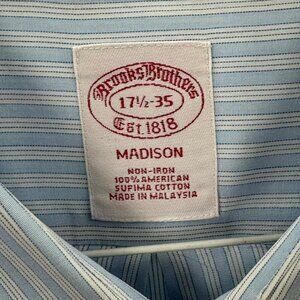 Brooks Brothers
17½-35
Est. 1818
MADISON
NON-IRON
100% AMERICAN
SUPIMA COTTON
MADE IN MALAYSIA